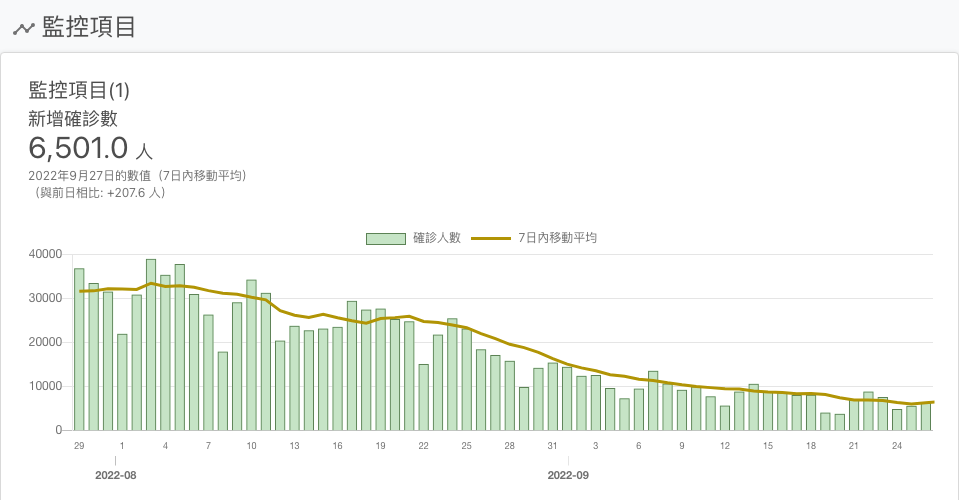 監控項目
監控項目(1)
新增確診數
6,501.0 人
2022年9月27日的數值（7日內移動平均）
（與前日相比: +207.6 人）
確診人數 7日內移動平均
40000
30000
20000
10000
0
29 1 4 7 10 13 16 19 22 25 28 31 3 6 9 12 15 18 21 24
2022-08 2022-09